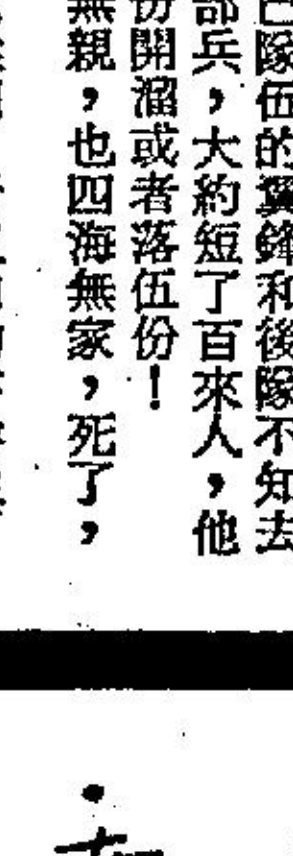 隊伍的翼鋒和後隊不知去
部兵，大約短了百來人，他
份開溜或者落伍份！
無親，也四海無家，死了，